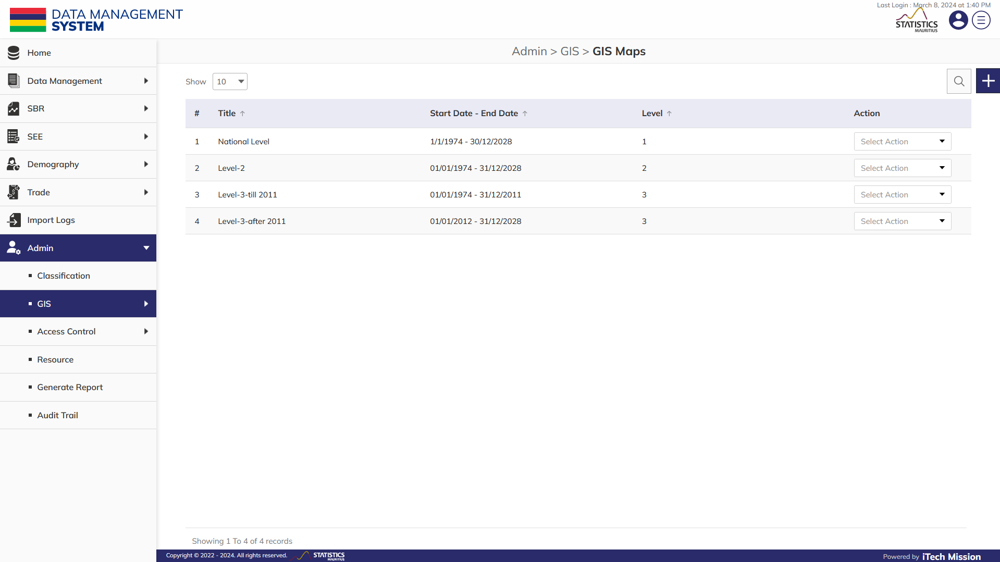 Last Login : March 8, 2024 at 1:40 PM
DATA MANAGEMENT
SYSTEM
STATISTICS
MAURITIUS
Home
Data Management
SBR
SEE
Demography
Trade
Import Logs
Admin
Classification
GIS
Access Control
Resource
Generate Report
Audit Trail
Admin > GIS > GIS Maps
Show 10
# Title Start Date - End Date Level Action
1 National Level 1/1/1974 - 30/12/2028 1 Select Action
2 Level-2 01/01/1974 - 31/12/2028 2 Select Action
3 Level-3-till 2011 01/01/1974 - 31/12/2011 3 Select Action
4 Level-3-after 2011 01/01/2012 - 31/12/2028 3 Select Action
Showing 1 To 4 of 4 records
Copyright © 2022 - 2024. All rights reserved. STATISTICS
MAURITIUS
Powered by iTech Mission